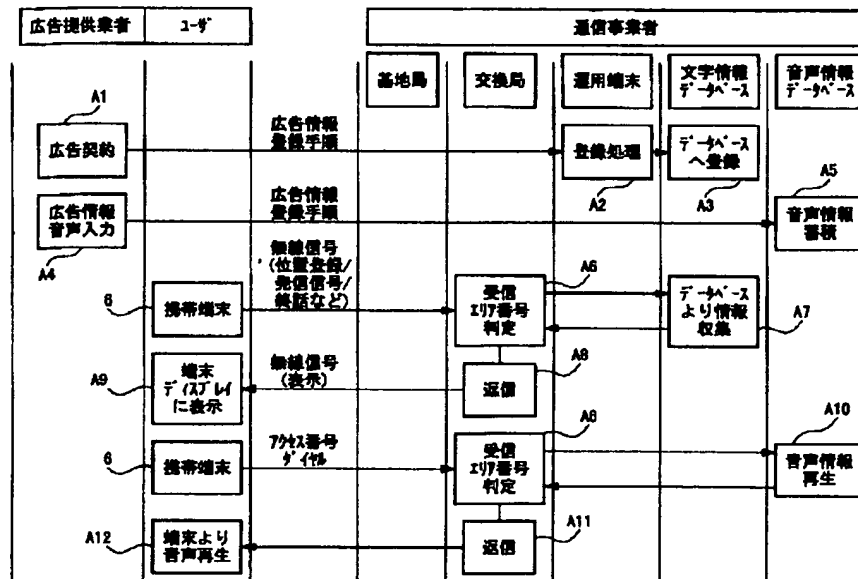 広告提供業者
ユーザ
通信事業者
基地局
交換局
運用端末
文字情報
データベース
音声情報
データベース
A1
広告契約
広告情報
登録手順
登録処理
A2
データベース
へ登録
A3
A5
広告情報
音声入力
A4
広告情報
登録手順
音声情報
蓄積
無線信号
(位置登録/
発信信号/
終話など)
6
携帯端末
A6
受信
エリア番号
判定
データベース
より情報
収集
A7
A9
端末
ディスプレイ
に表示
無線信号
(表示)
A8
返信
A6
6
携帯端末
アクセス番号
ダイヤル
受信
エリア番号
判定
A10
音声情報
再生
A12
端末より
音声再生
A11
返信